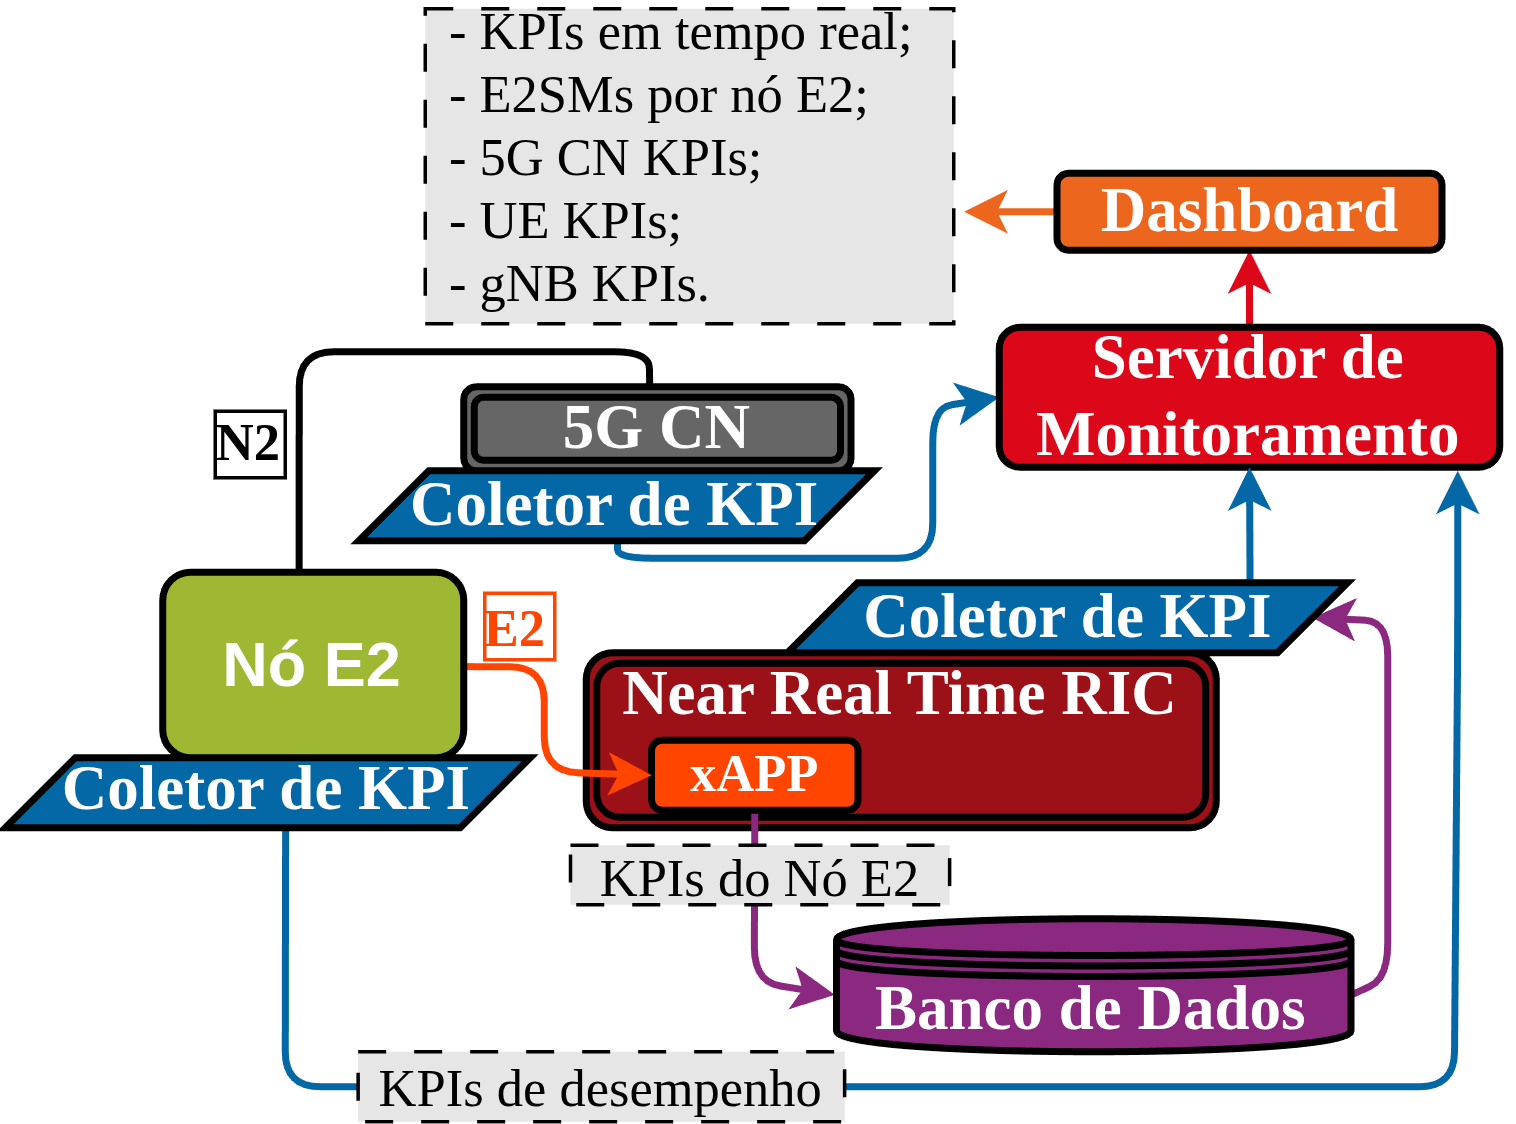 - KPIs em tempo real;
- E2SMs por nó E2;
- 5G CN KPIs;
- UE KPIs;
- gNB KPIs.
Dashboard
Servidor de
Monitoramento
N2
5G CN
Coletor de KPI
Nó E2
E2
Coletor de KPI
Near Real Time RIC
xAPP
Coletor de KPI
KPIs do Nó E2
Banco de Dados
KPIs de desempenho